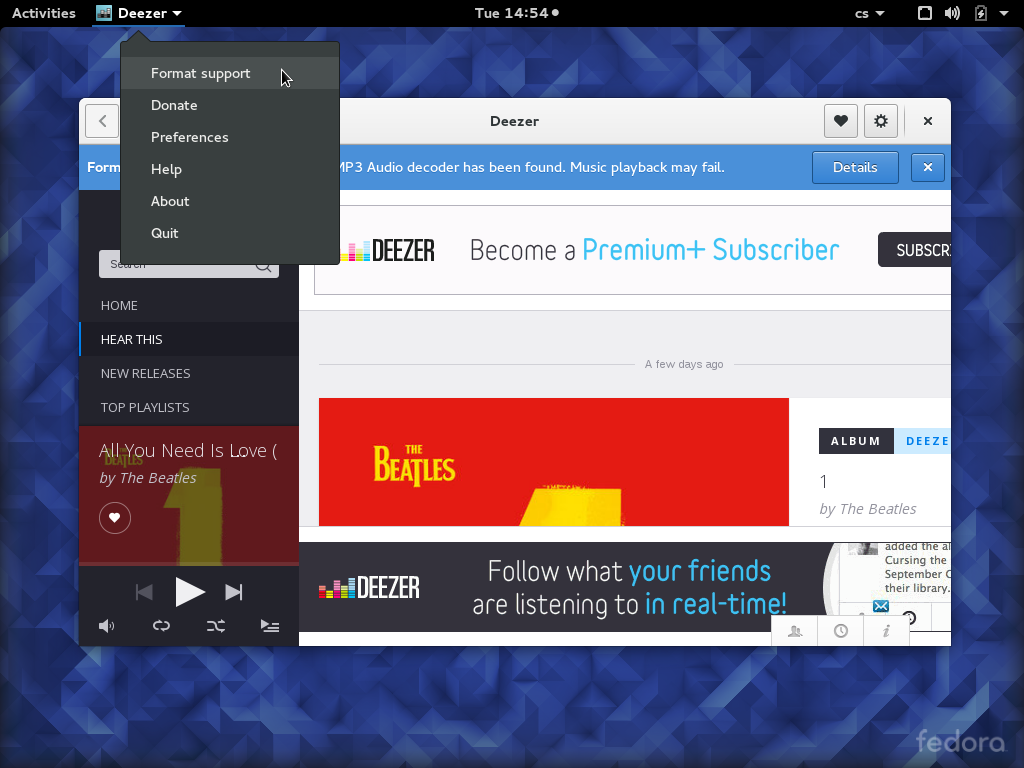 Activities
Deezer
Tue 14:54
cs
Format support
Donate
Preferences
Help
About
Quit
Deezer
Form
MP3 Audio decoder has been found. Music playback may fail.
Details
DEEZER
Become a Premium+ Subscriber
SUBSCRI
Search
HOME
HEAR THIS
NEW RELEASES
TOP PLAYLISTS
A few days ago
THE
BEATLES
ALBUM
DEEZE
1
by The Beatles
All You Need Is Love (
by The Beatles
THE
BEATLES
1
DEEZER
Follow what your friends
are listening to in real-time!
added the al
Cursing the
September C
their library.
fedora